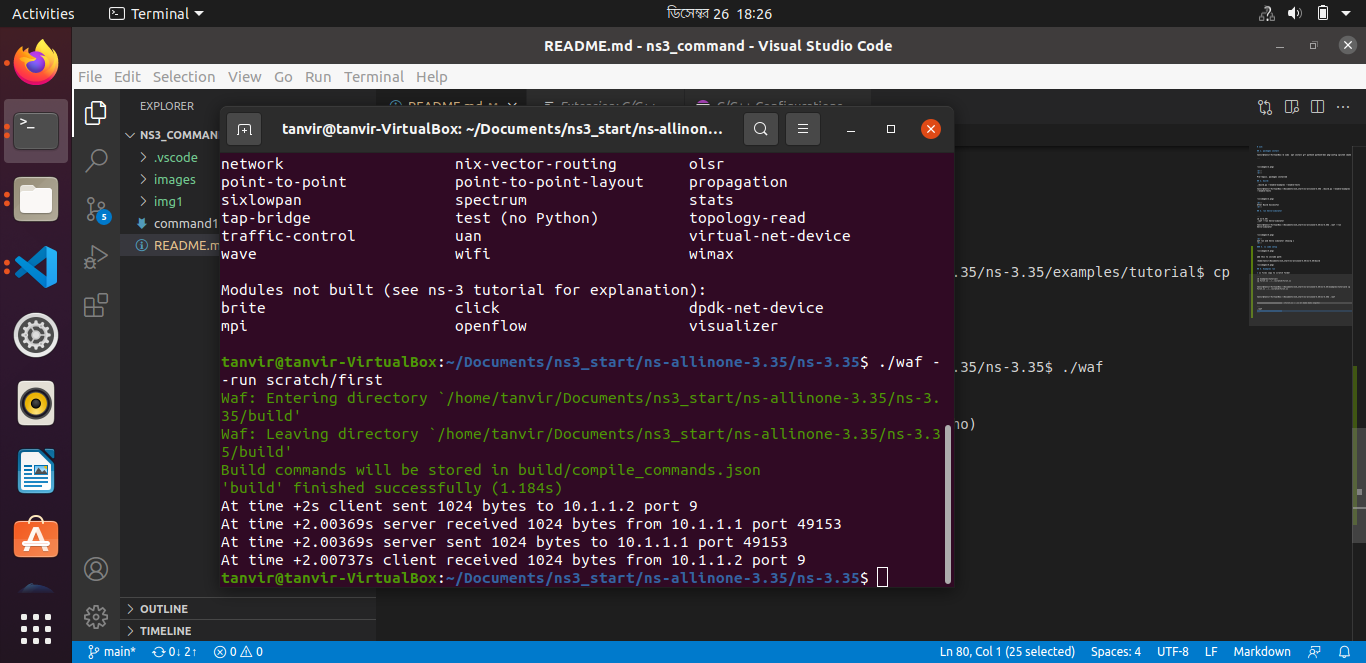 Activities Terminal ডিসেম্বর 26 18:26
README.md - ns3_command - Visual Studio Code
File Edit Selection View Go Run Terminal Help
EXPLORER
NS3_COMMAN
.vscode
images
img1
command1
README.m
5
tanvir@tanvir-VirtualBox: ~/Documents/ns3_start/ns-allinon...
network nix-vector-routing olsr
point-to-point point-to-point-layout propagation
sixlowpan spectrum stats
tap-bridge test (no Python) topology-read
traffic-control uan virtual-net-device
wave wifi wimax
Modules not built (see ns-3 tutorial for explanation):
brite click dpdk-net-device
mpi openflow visualizer
tanvir@tanvir-VirtualBox:~/Documents/ns3_start/ns-allinone-3.35/ns-3.35$ ./waf -
-run scratch/first
Waf: Entering directory `/home/tanvir/Documents/ns3_start/ns-allinone-3.35/ns-3.
35/build'
Waf: Leaving directory `/home/tanvir/Documents/ns3_start/ns-allinone-3.35/ns-3.3
5/build'
Build commands will be stored in build/compile_commands.json
'build' finished successfully (1.184s)
At time +2s client sent 1024 bytes to 10.1.1.2 port 9
At time +2.00369s server received 1024 bytes from 10.1.1.1 port 49153
At time +2.00369s server sent 1024 bytes to 10.1.1.1 port 49153
At time +2.00737s client received 1024 bytes from 10.1.1.2 port 9
tanvir@tanvir-VirtualBox:~/Documents/ns3_start/ns-allinone-3.35/ns-3.35$
.35/ns-3.35/examples/tutorial$ cp
.35/ns-3.35$ ./waf
no)
OUTLINE
TIMELINE
main* 0↓ 2↑ 0 0 Ln 80, Col 1 (25 selected) Spaces: 4 UTF-8 LF Markdown